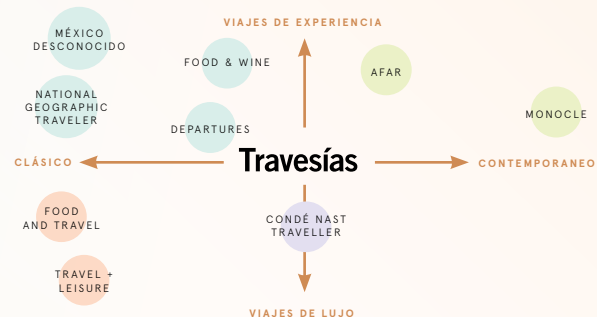 VIAJES DE EXPERIENCIA
MÉXICO
DESCONOCIDO
FOOD & WINE
AFAR
NATIONAL
GEOGRAPHIC
TRAVELER
MONOCLE
DEPARTURES
CLÁSICO
Travesías
CONTEMPORANEO
FOOD
AND TRAVEL
CONDÉ NAST
TRAVELLER
TRAVEL +
LEISURE
VIAJES DE LUJO